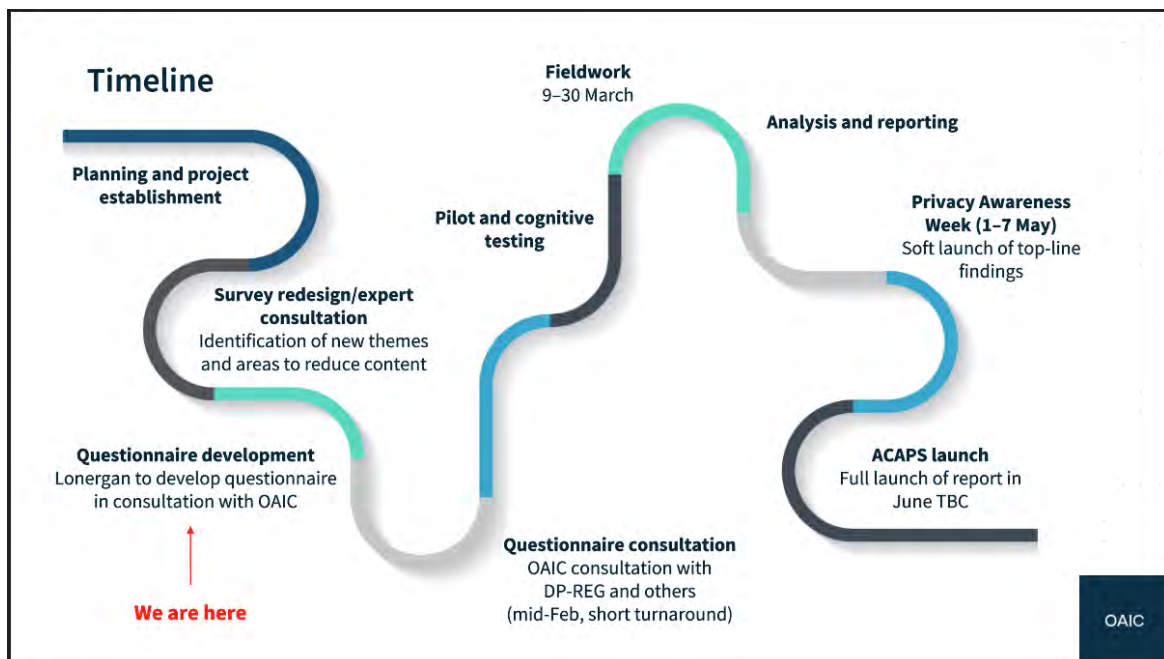 Timeline
Planning and project
establishment
Survey redesign/expert
consultation
Identification of new themes
and areas to reduce content
Questionnaire development
Lonergan to develop questionnaire
in consultation with OAIC
We are here
Questionnaire consultation
OAIC consultation with
DP-REG and others
(mid-Feb, short turnaround)
Pilot and cognitive
testing
Fieldwork
9–30 March
Analysis and reporting
Privacy Awareness
Week (1–7 May)
Soft launch of top-line
findings
ACAPS launch
Full launch of report in
June TBC
OAIC